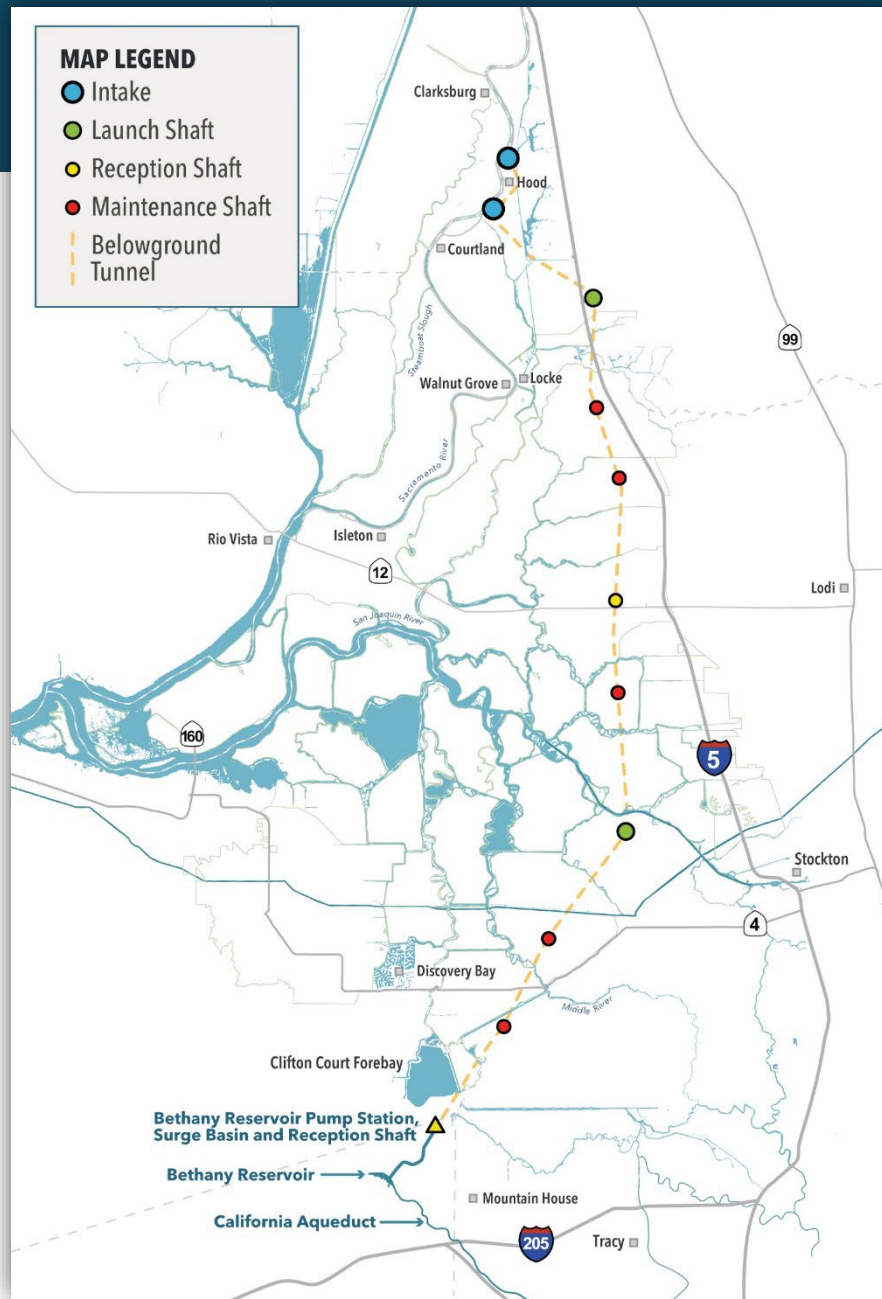 MAP LEGEND
Intake
Launch Shaft
Reception Shaft
Maintenance Shaft
Belowground
Tunnel
Clarksburg
Hood
Courtland
Steamboat Slough
99
Walnut Grove
Locke
Sacramento River
Rio Vista
Isleton
12
Lodi
San Joaquin River
160
5
Stockton
4
Discovery Bay
Middle River
Clifton Court Forebay
Bethany Reservoir Pump Station,
Surge Basin and Reception Shaft
Bethany Reservoir
Mountain House
California Aqueduct
205
Tracy